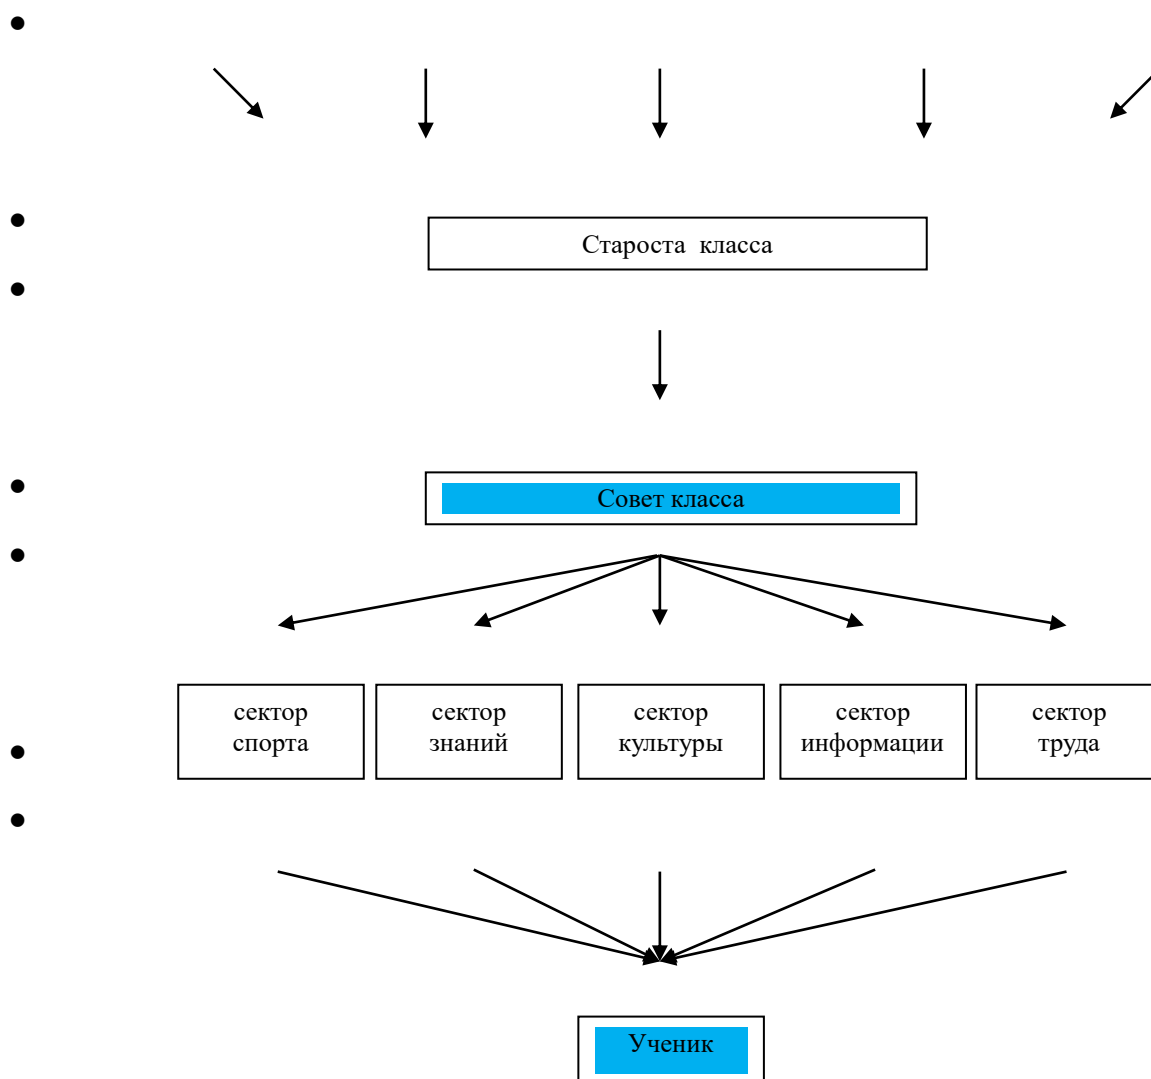 Староста класса
Совет класса
сектор спорта
сектор знаний
сектор культуры
сектор информации
сектор труда
Ученик